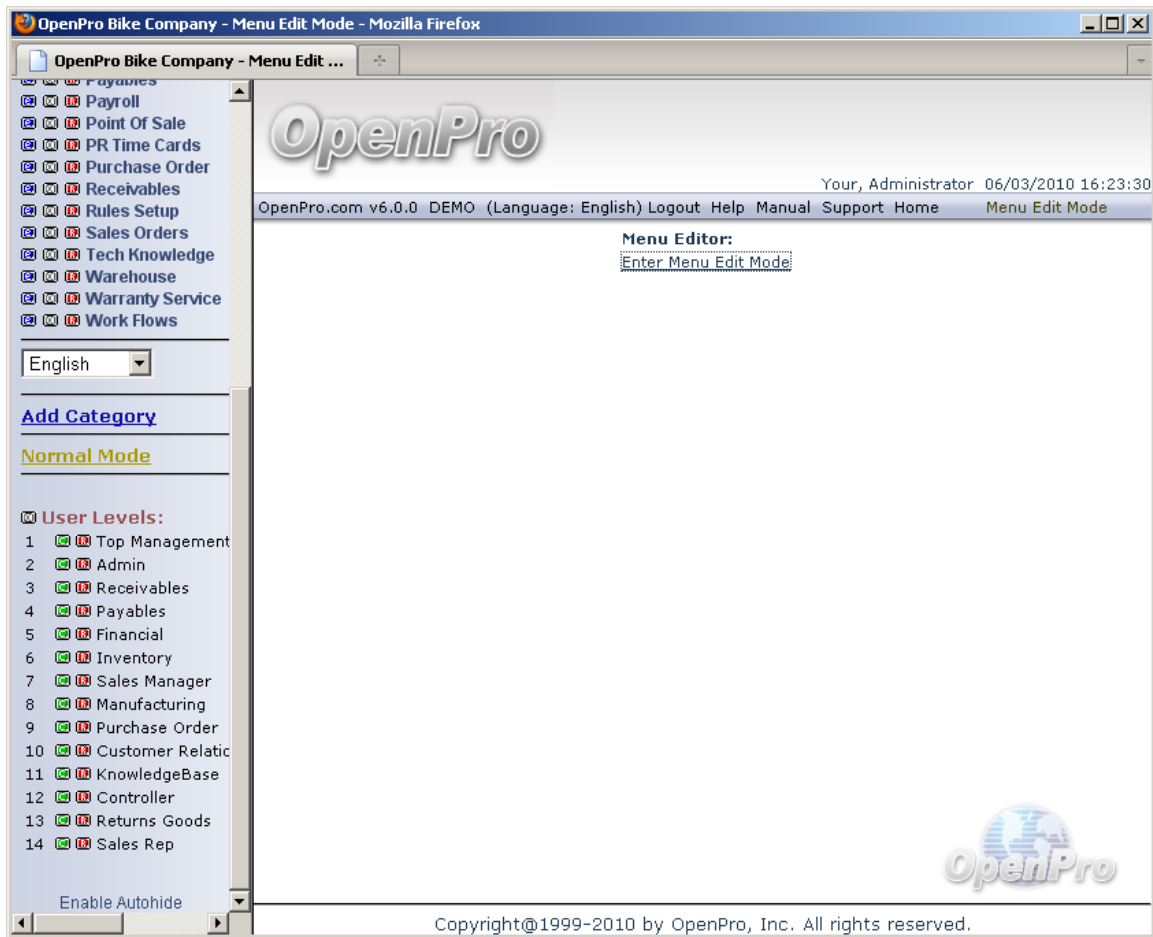 OpenPro Bike Company - Menu Edit Mode - Mozilla Firefox
OpenPro Bike Company - Menu Edit ...
Payables
Payroll
Point Of Sale
PR Time Cards
Purchase Order
Receivables
Rules Setup
Sales Orders
Tech Knowledge
Warehouse
Warranty Service
Work Flows
English
Add Category
Normal Mode
User Levels:
1 Top Management
2 Admin
3 Receivables
4 Payables
5 Financial
6 Inventory
7 Sales Manager
8 Manufacturing
9 Purchase Order
10 Customer Relatic
11 KnowledgeBase
12 Controller
13 Returns Goods
14 Sales Rep
Enable Autohide
OpenPro
Your, Administrator 06/03/2010 16:23:30
OpenPro.com v6.0.0 DEMO (Language: English) Logout Help Manual Support Home Menu Edit Mode
Menu Editor:
Enter Menu Edit Mode
OpenPro
Copyright@1999-2010 by OpenPro, Inc. All rights reserved.